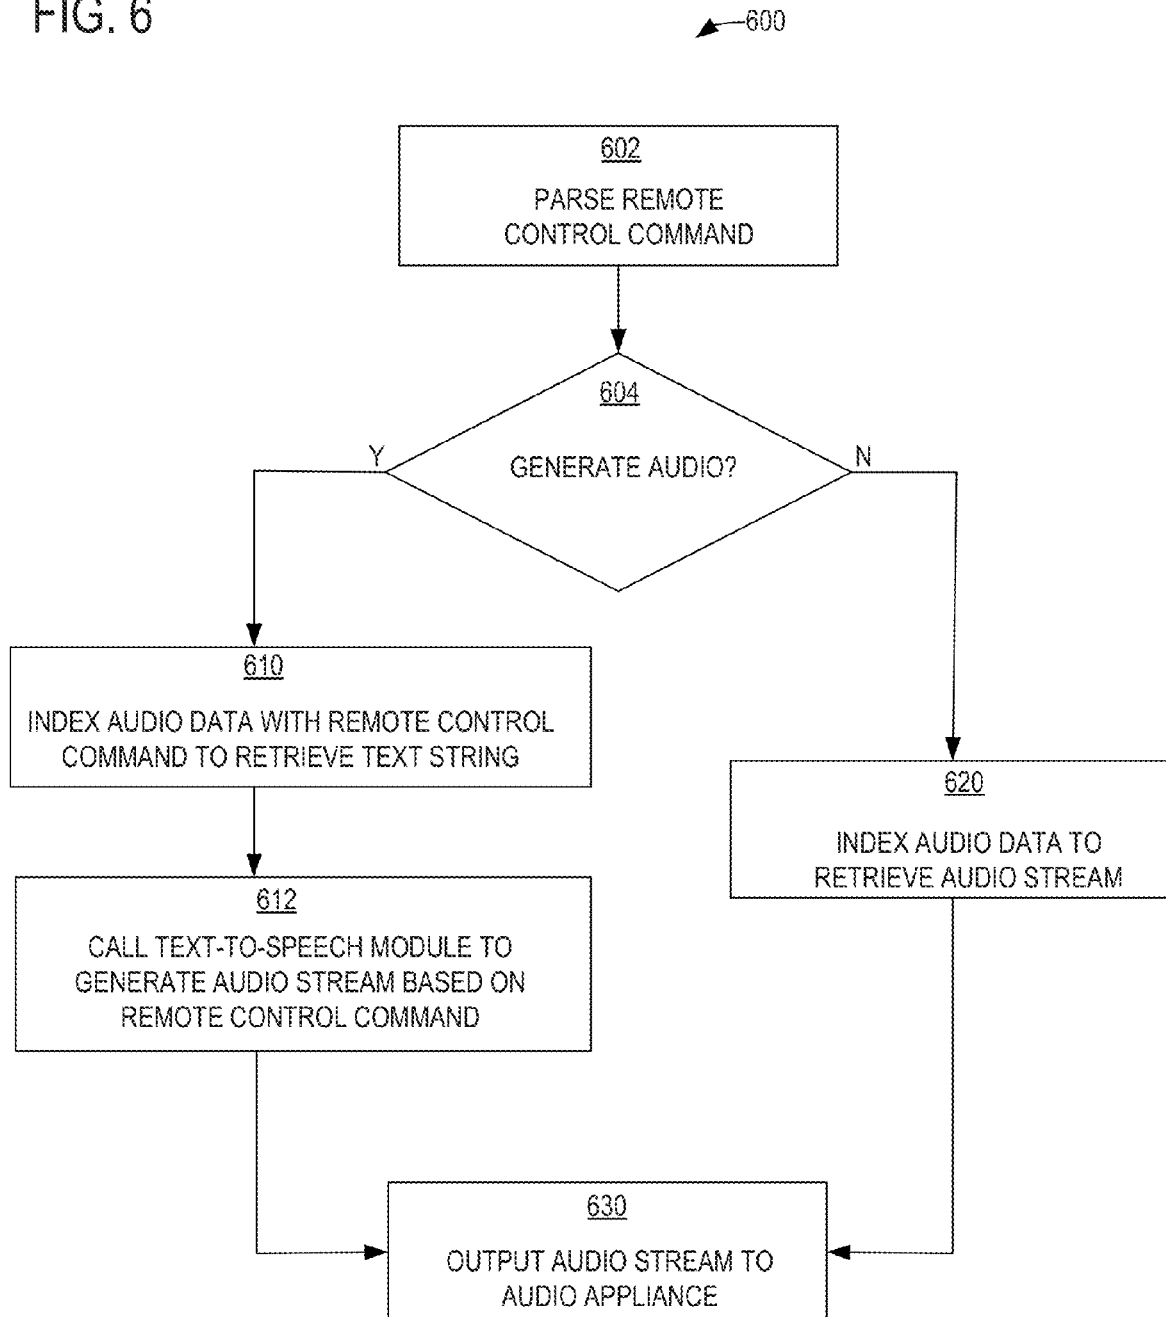 FIG. 6
600
602
PARSE REMOTE
CONTROL COMMAND
604
GENERATE AUDIO?
Y
N
610
INDEX AUDIO DATA WITH REMOTE CONTROL
COMMAND TO RETRIEVE TEXT STRING
620
INDEX AUDIO DATA TO
RETRIEVE AUDIO STREAM
612
CALL TEXT-TO-SPEECH MODULE TO
GENERATE AUDIO STREAM BASED ON
REMOTE CONTROL COMMAND
630
OUTPUT AUDIO STREAM TO
AUDIO APPLIANCE